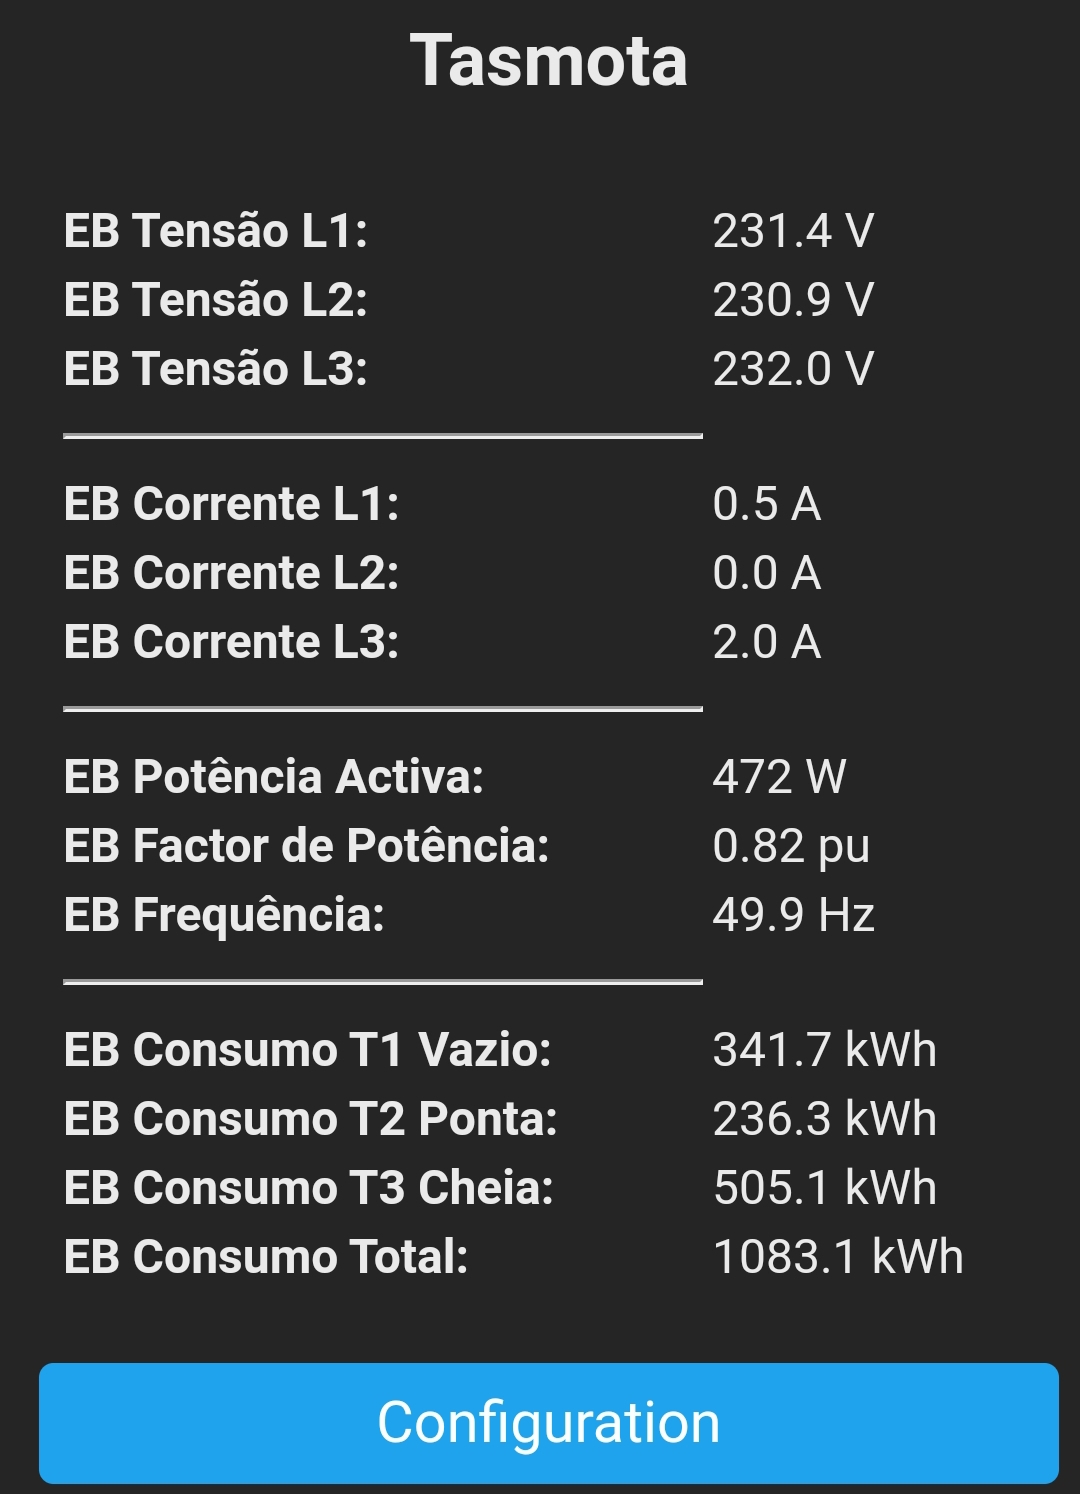 Tasmota
EB Tensão L1: 231.4 V
EB Tensão L2: 230.9 V
EB Tensão L3: 232.0 V
EB Corrente L1: 0.5 A
EB Corrente L2: 0.0 A
EB Corrente L3: 2.0 A
EB Potência Activa: 472 W
EB Factor de Potência: 0.82 pu
EB Frequência: 49.9 Hz
EB Consumo T1 Vazio: 341.7 kWh
EB Consumo T2 Ponta: 236.3 kWh
EB Consumo T3 Cheia: 505.1 kWh
EB Consumo Total: 1083.1 kWh
Configuration